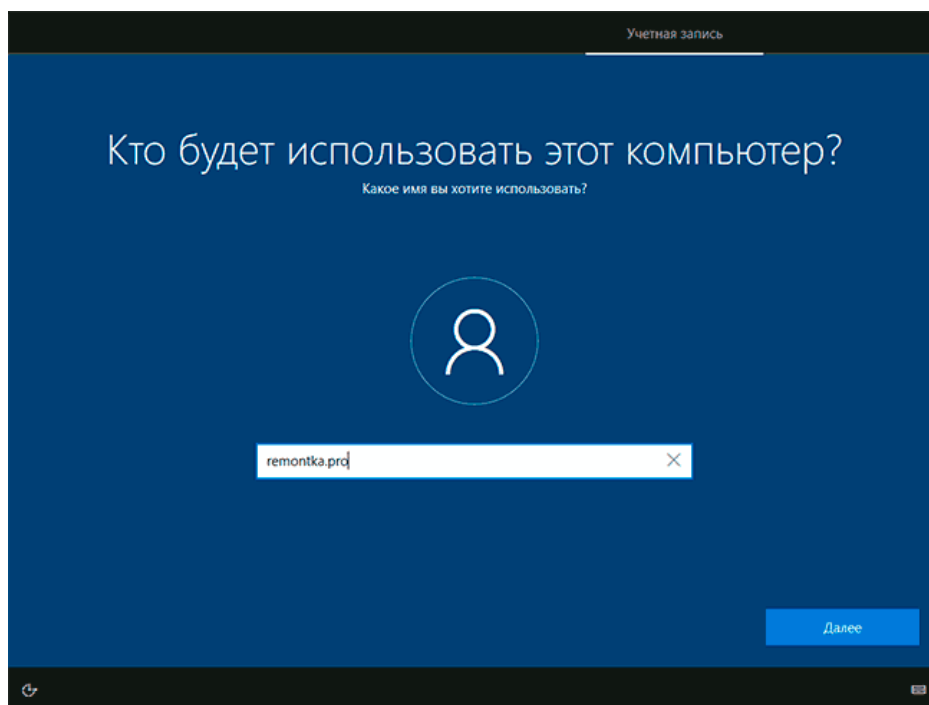 Учетная запись
Кто будет использовать этот компьютер?
Какое имя вы хотите использовать?
remontka.pro
Далее